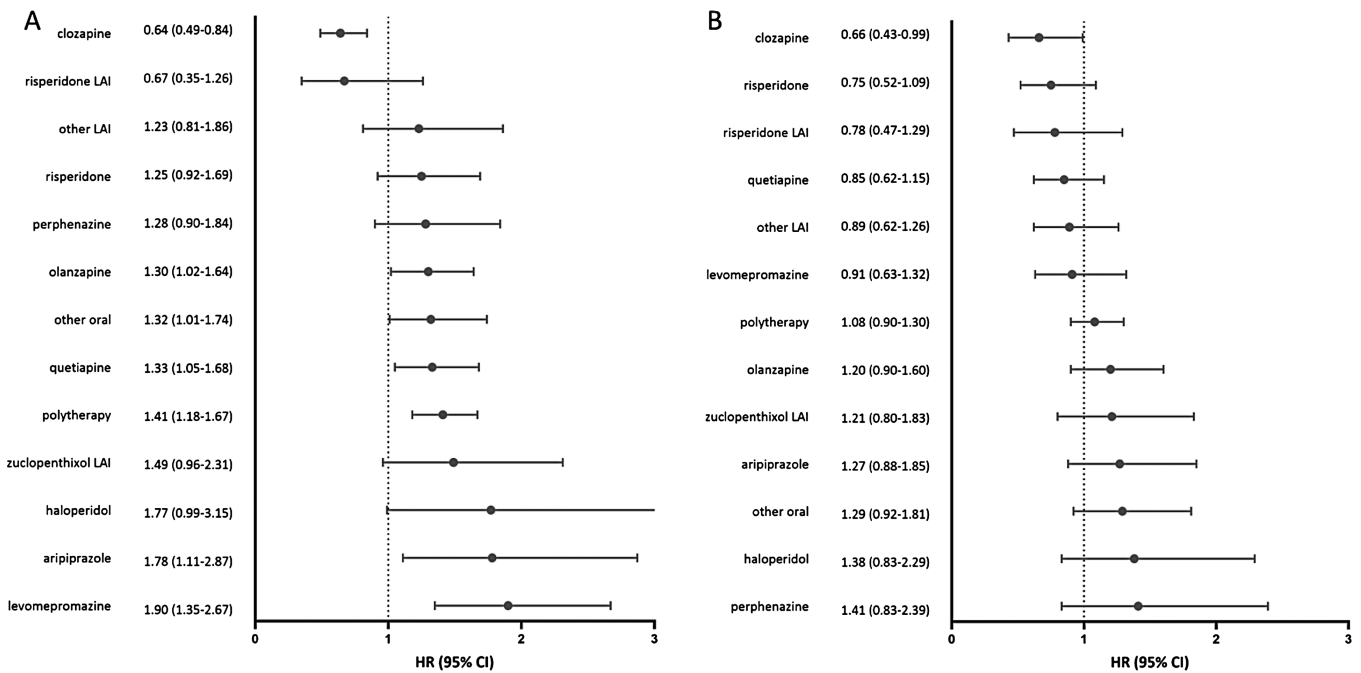 A
clozapine 0.64 (0.49-0.84)
risperidone LAI 0.67 (0.35-1.26)
other LAI 1.23 (0.81-1.86)
risperidone 1.25 (0.92-1.69)
perphenazine 1.28 (0.90-1.84)
olanzapine 1.30 (1.02-1.64)
other oral 1.32 (1.01-1.74)
quetiapine 1.33 (1.05-1.68)
polytherapy 1.41 (1.18-1.67)
zuclopenthixol LAI 1.49 (0.96-2.31)
haloperidol 1.77 (0.99-3.15)
aripiprazole 1.78 (1.11-2.87)
levomepromazine 1.90 (1.35-2.67)
0 1 2 3
HR (95% CI)
B
clozapine 0.66 (0.43-0.99)
risperidone 0.75 (0.52-1.09)
risperidone LAI 0.78 (0.47-1.29)
quetiapine 0.85 (0.62-1.15)
other LAI 0.89 (0.62-1.26)
levomepromazine 0.91 (0.63-1.32)
polytherapy 1.08 (0.90-1.30)
olanzapine 1.20 (0.90-1.60)
zuclopenthixol LAI 1.21 (0.80-1.83)
aripiprazole 1.27 (0.88-1.85)
other oral 1.29 (0.92-1.81)
haloperidol 1.38 (0.83-2.29)
perphenazine 1.41 (0.83-2.39)
0 1 2 3
HR (95% CI)